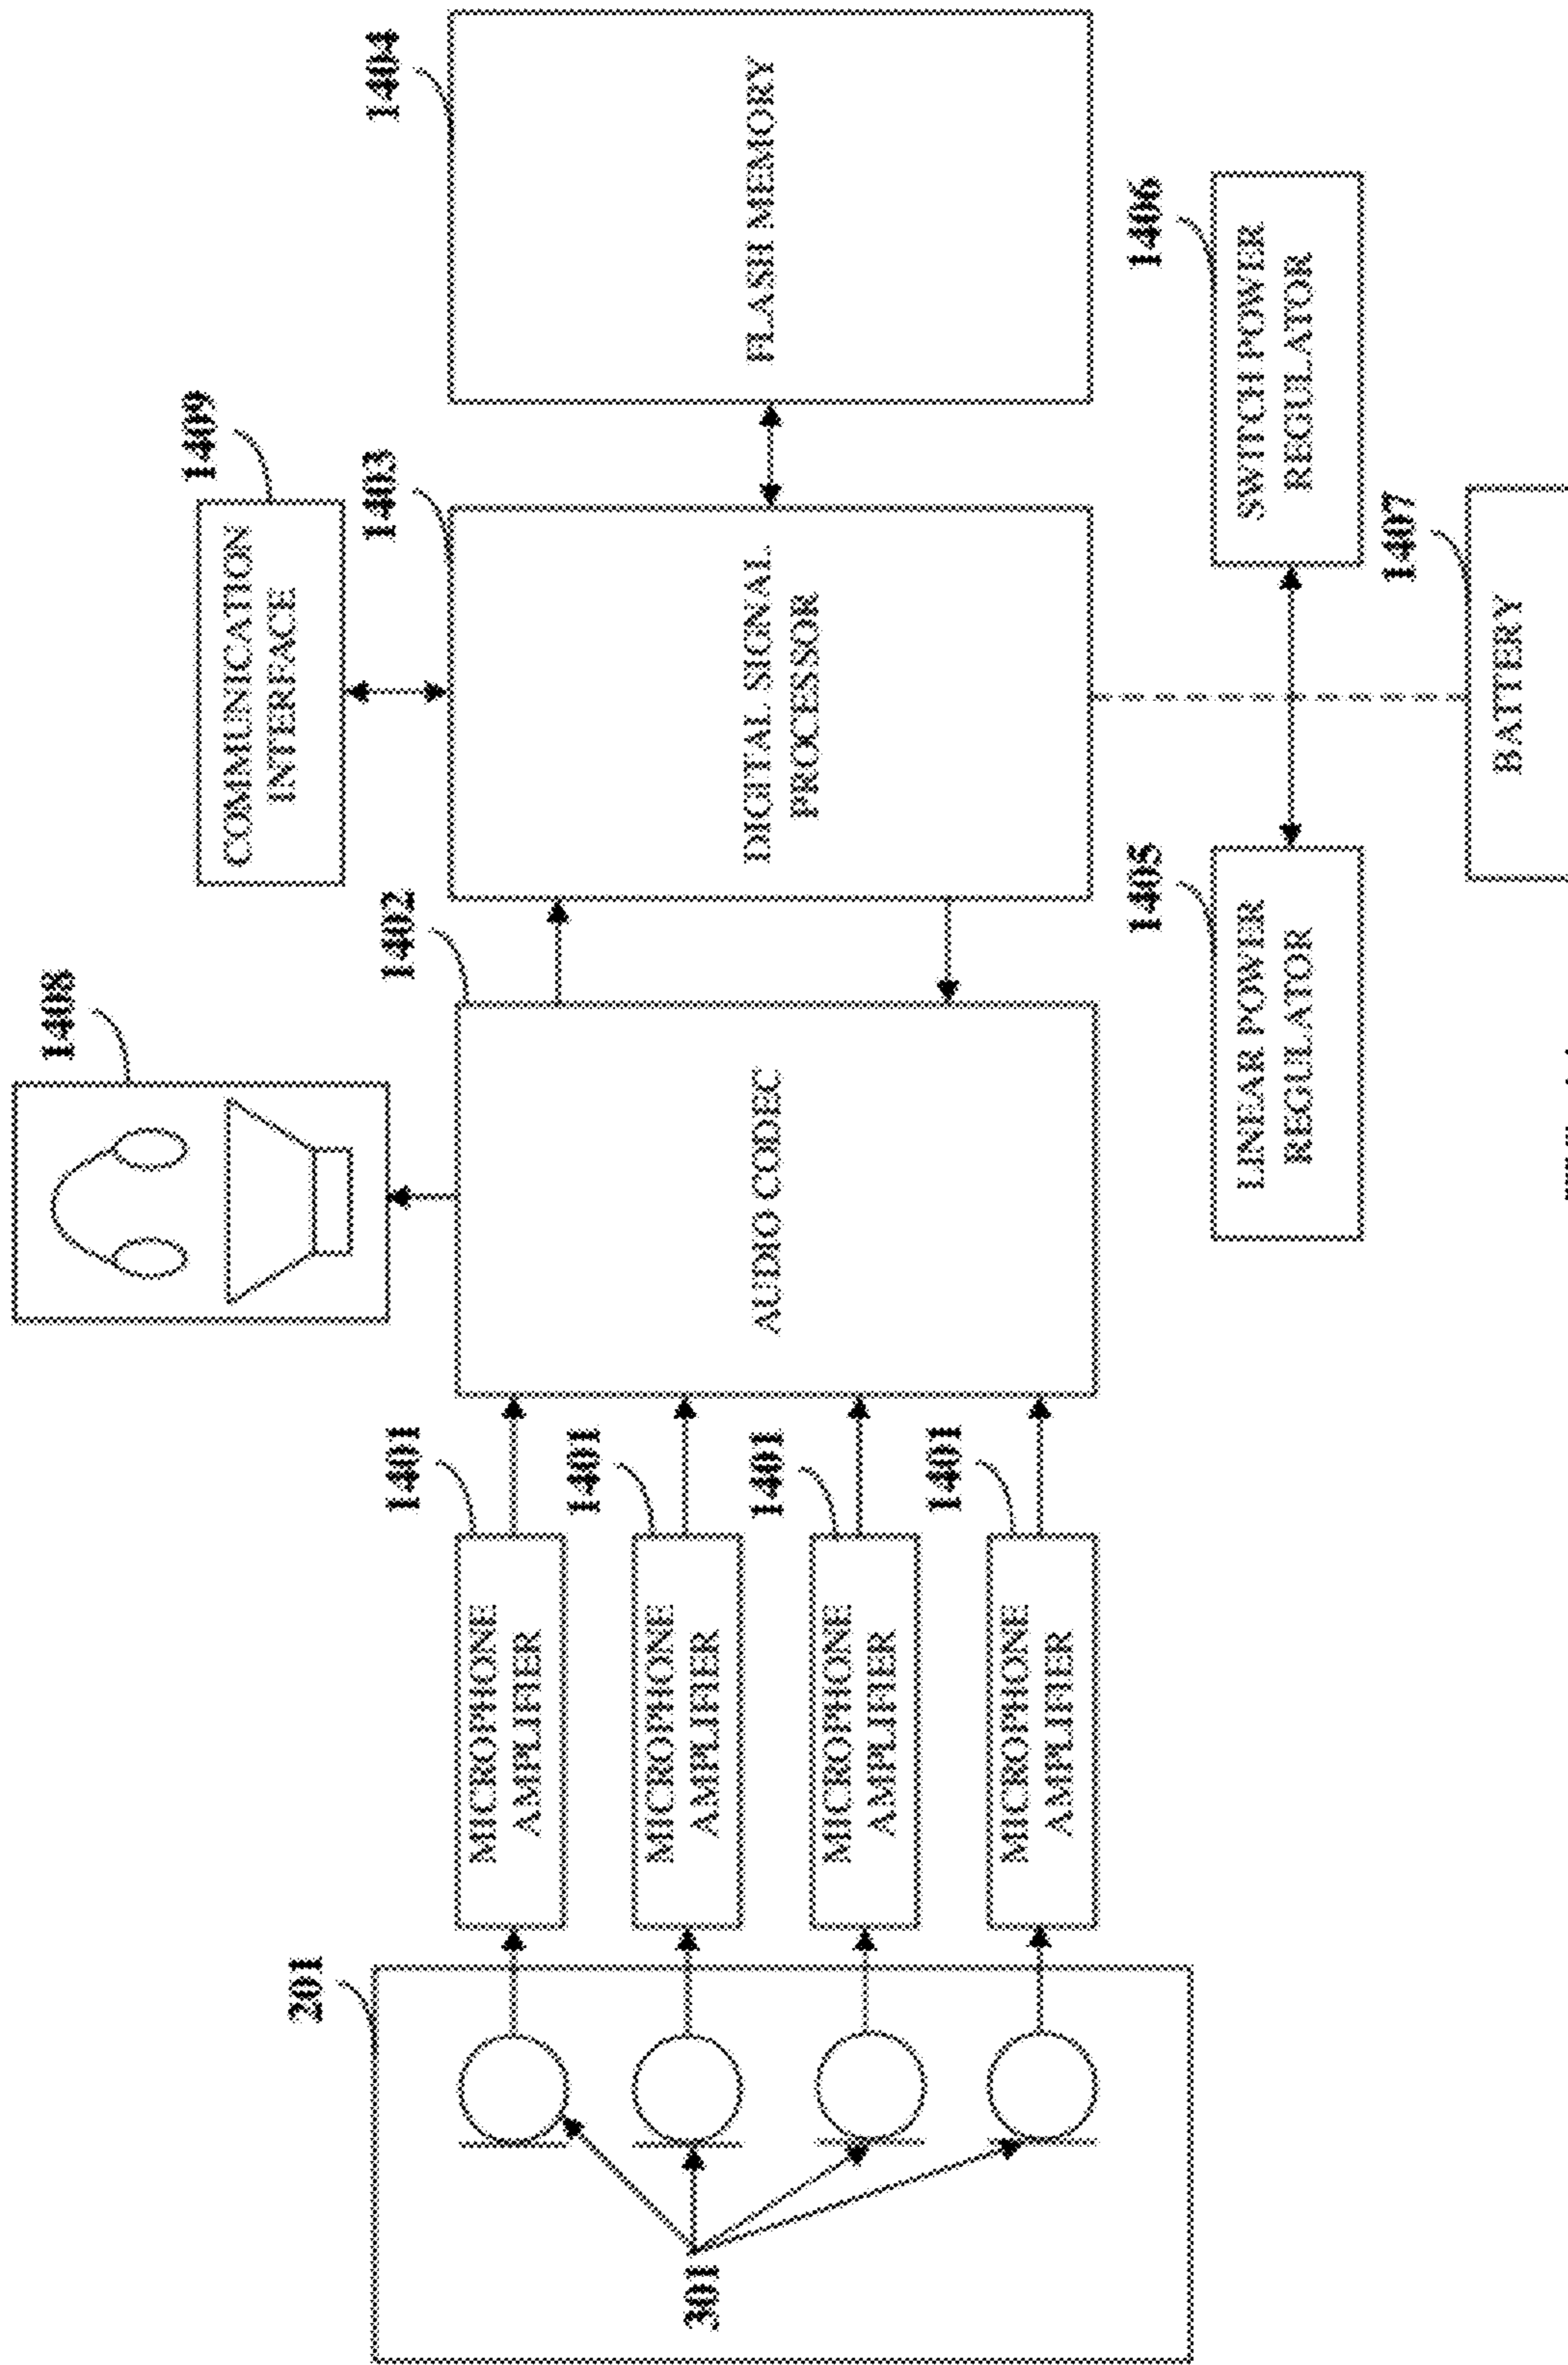 1408
1409
COMMUNICATION
INTERFACE
201
1401
1402
1403
1404
MICROPHONE
AMPLIFIER
1401
MICROPHONE
AMPLIFIER
301
1401
MICROPHONE
AMPLIFIER
1401
MICROPHONE
AMPLIFIER
AUDIO CODEC
DIGITAL SIGNAL
PROCESSOR
FLASH MEMORY
1405
LINEAR POWER
REGULATOR
1406
SWITCH POWER
REGULATOR
1407
BATTERY